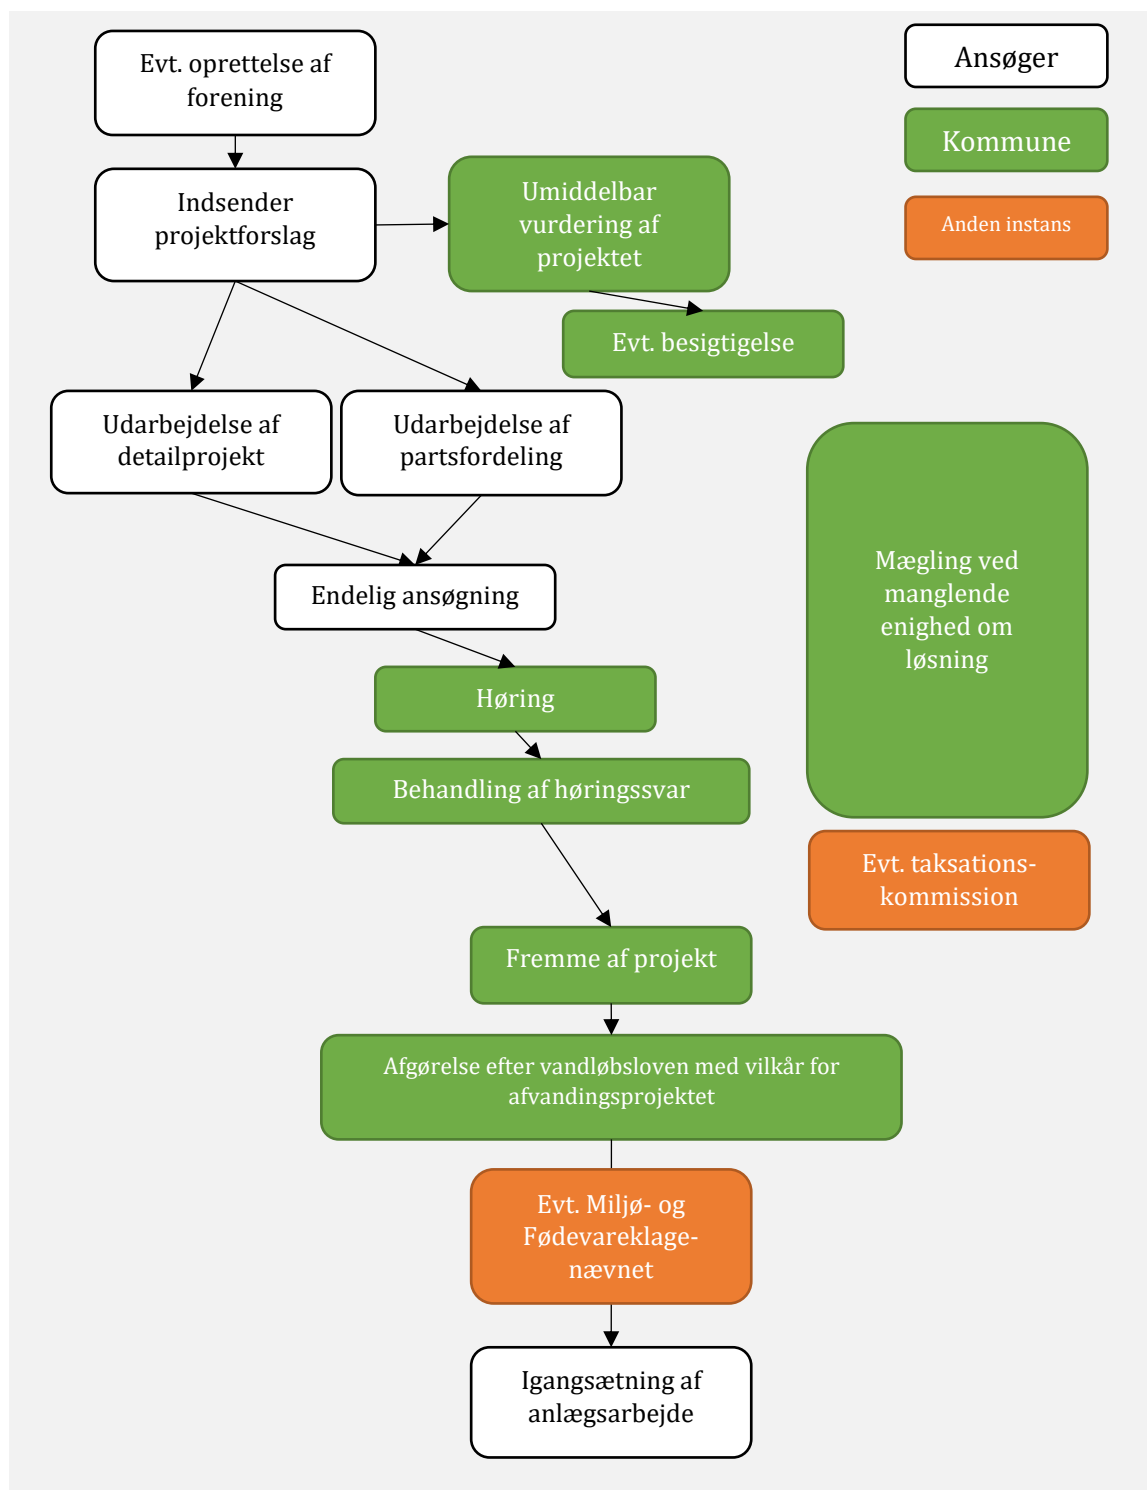 Evt. oprettelse af
forening
Ansøger
Kommune
Anden instans
Indsender
projektforslag
Umiddelbar
vurdering af
projektet
Evt. besigtigelse
Udarbejdelse af
detailprojekt
Udarbejdelse af
partsfordeling
Endelig ansøgning
Mægling ved
manglende
enighed om
løsning
Høring
Behandling af høringssvar
Evt. taksations-
kommission
Fremme af projekt
Afgørelse efter vandløbsloven med vilkår for
afvandingsprojektet
Evt. Miljø- og
Fødevareklage-
nævnet
Igangsætning af
anlægsarbejde